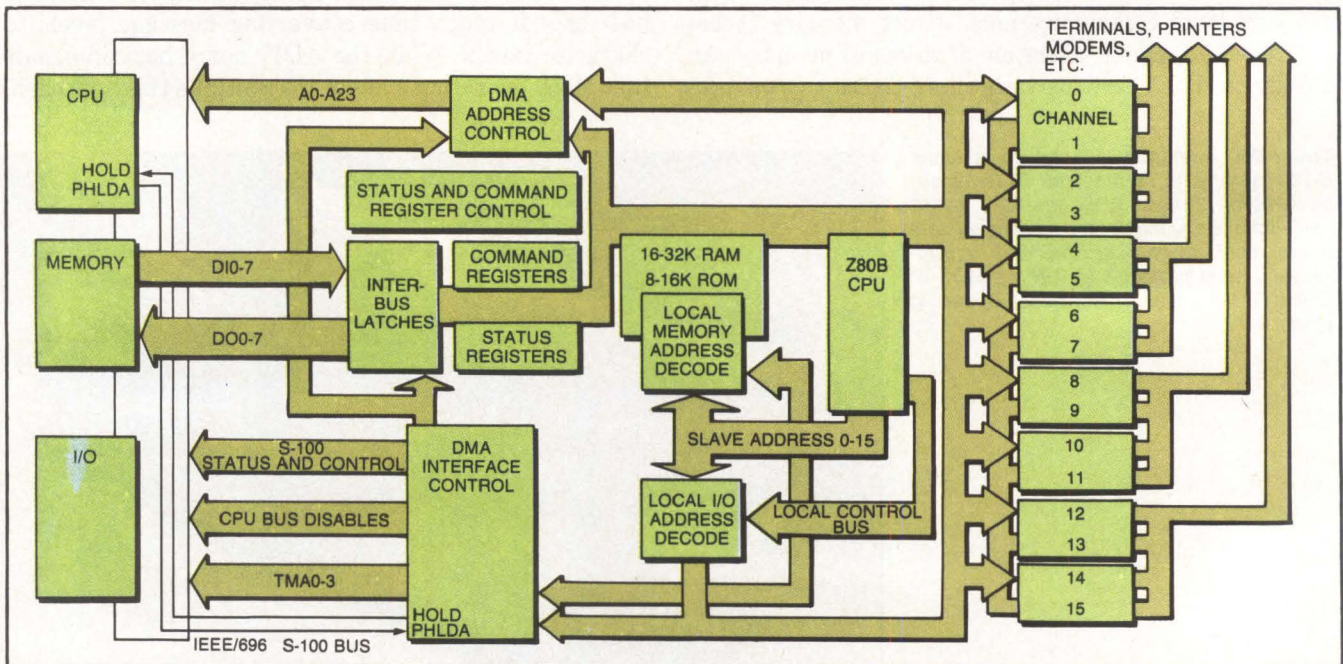 TERMINALS, PRINTERS
MODEMS,
ETC.
CPU
HOLD
PHLDA
A0-A23
DMA
ADDRESS
CONTROL
0
CHANNEL
1
STATUS AND COMMAND
REGISTER CONTROL
2
3
MEMORY
DI0-7
DO0-7
INTER-
BUS
LATCHES
COMMAND
REGISTERS
STATUS
REGISTERS
16-32K RAM
8-16K ROM
LOCAL
MEMORY
ADDRESS
DECODE
Z80B
CPU
4
5
6
7
8
9
I/O
S-100
STATUS AND CONTROL
CPU BUS DISABLES
TMA0-3
DMA
INTERFACE
CONTROL
HOLD
PHLDA
SLAVE ADDRESS 0-15
LOCAL I/O
ADDRESS
DECODE
LOCAL CONTROL
BUS
10
11
12
13
14
15
IEEE/696 S-100 BUS